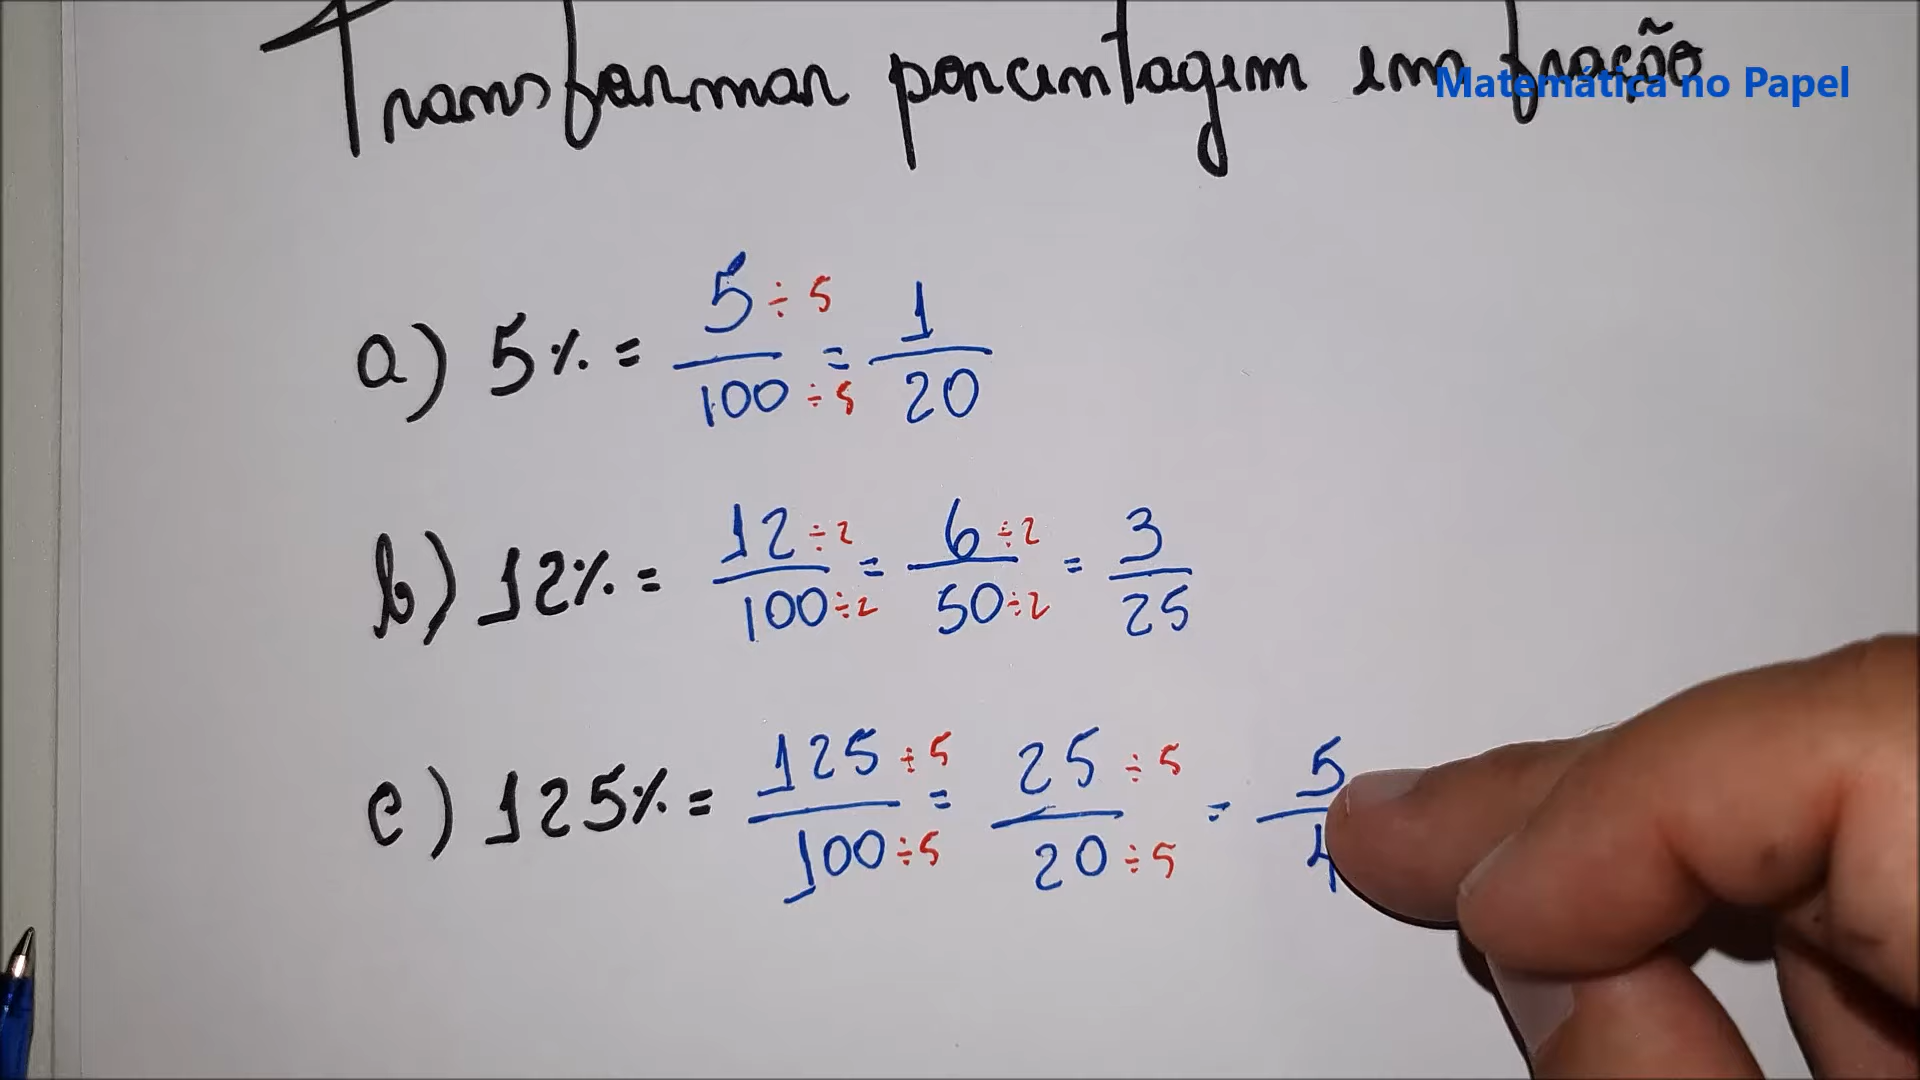 Transformar porcentagem em fração
Matemática no Papel
a) 5% = 5 ÷ 5 / 100 ÷ 5 = 1 / 20
b) 12% = 12 ÷ 2 / 100 ÷ 2 = 6 ÷ 2 / 50 ÷ 2 = 3 / 25
c) 125% = 125 ÷ 5 / 100 ÷ 5 = 25 ÷ 5 / 20 ÷ 5 = 5 / 4